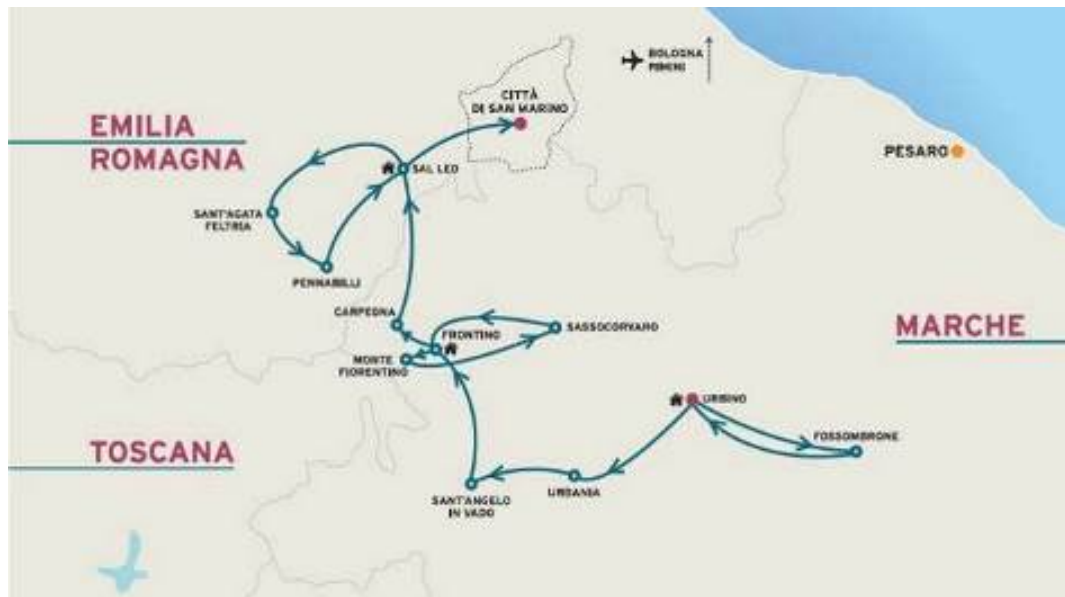 BOLOGNA
RIMINI
CITTÀ
DI SAN MARINO
EMILIA
ROMAGNA
PESARO
SAL LEO
SANT'AGATA
FELTRIA
PENNABILLI
CARPEGNA
SASSOCORVARO
FRONTINO
MARCHE
MONTE
FIORENTINO
URBINO
TOSCANA
FOSSOMBRONE
URBANIA
SANT'ANGELO
IN VADO